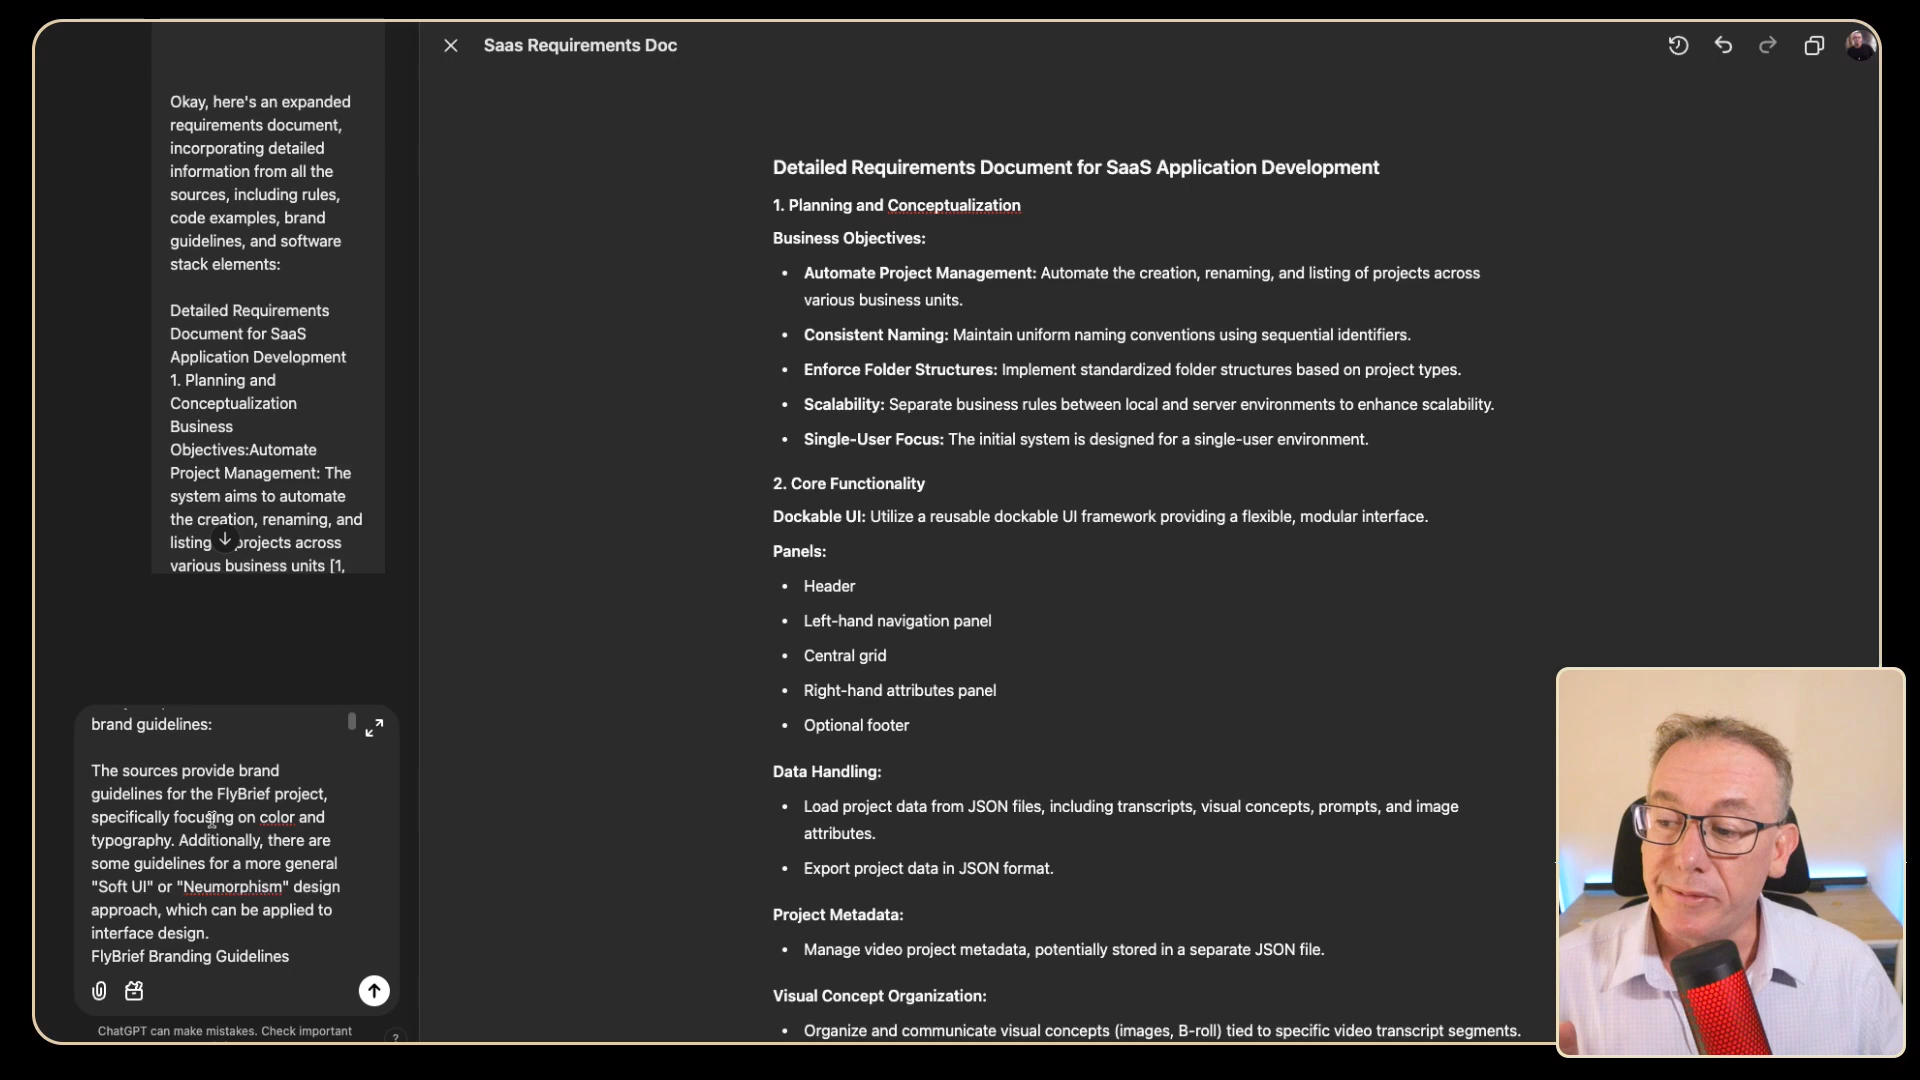 Okay, here's an expanded
requirements document,
incorporating detailed
information from all the
sources, including rules,
code examples, brand
guidelines, and software
stack elements:
Detailed Requirements
Document for SaaS
Application Development
1. Planning and
Conceptualization
Business
Objectives:Automate
Project Management: The
system aims to automate
the creation, renaming, and
listing projects across
various business units [1,
brand guidelines:
The sources provide brand
guidelines for the FlyBrief project,
specifically focusing on color and
typography. Additionally, there are
some guidelines for a more general
"Soft UI" or "Neumorphism" design
approach, which can be applied to
interface design.
FlyBrief Branding Guidelines
ChatGPT can make mistakes. Check important
?
Saas Requirements Doc
Detailed Requirements Document for SaaS Application Development
1. Planning and Conceptualization
Business Objectives:
• Automate Project Management: Automate the creation, renaming, and listing of projects across
various business units.
• Consistent Naming: Maintain uniform naming conventions using sequential identifiers.
• Enforce Folder Structures: Implement standardized folder structures based on project types.
• Scalability: Separate business rules between local and server environments to enhance scalability.
• Single-User Focus: The initial system is designed for a single-user environment.
2. Core Functionality
Dockable UI: Utilize a reusable dockable UI framework providing a flexible, modular interface.
Panels:
• Header
• Left-hand navigation panel
• Central grid
• Right-hand attributes panel
• Optional footer
Data Handling:
• Load project data from JSON files, including transcripts, visual concepts, prompts, and image
attributes.
• Export project data in JSON format.
Project Metadata:
• Manage video project metadata, potentially stored in a separate JSON file.
Visual Concept Organization:
• Organize and communicate visual concepts (images, B-roll) tied to specific video transcript segments.